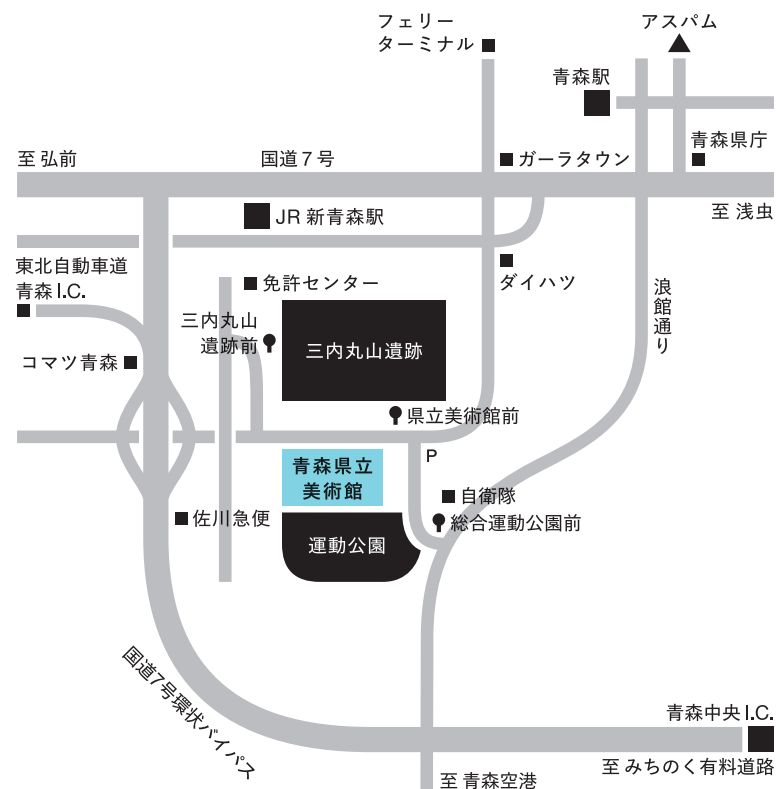 フェリー
ターミナル
アスパム
青森駅
至 弘前
国道７号
ガーラタウン
青森県庁
至 浅虫
JR 新青森駅
東北自動車道
青森 I.C.
免許センター
ダイハツ
浪館通り
三内丸山
遺跡前
三内丸山遺跡
コマツ青森
県立美術館前
P
青森県立
美術館
自衛隊
佐川急便
総合運動公園前
運動公園
国道7号環状バイパス
青森中央 I.C.
至 みちのく有料道路
至 青森空港